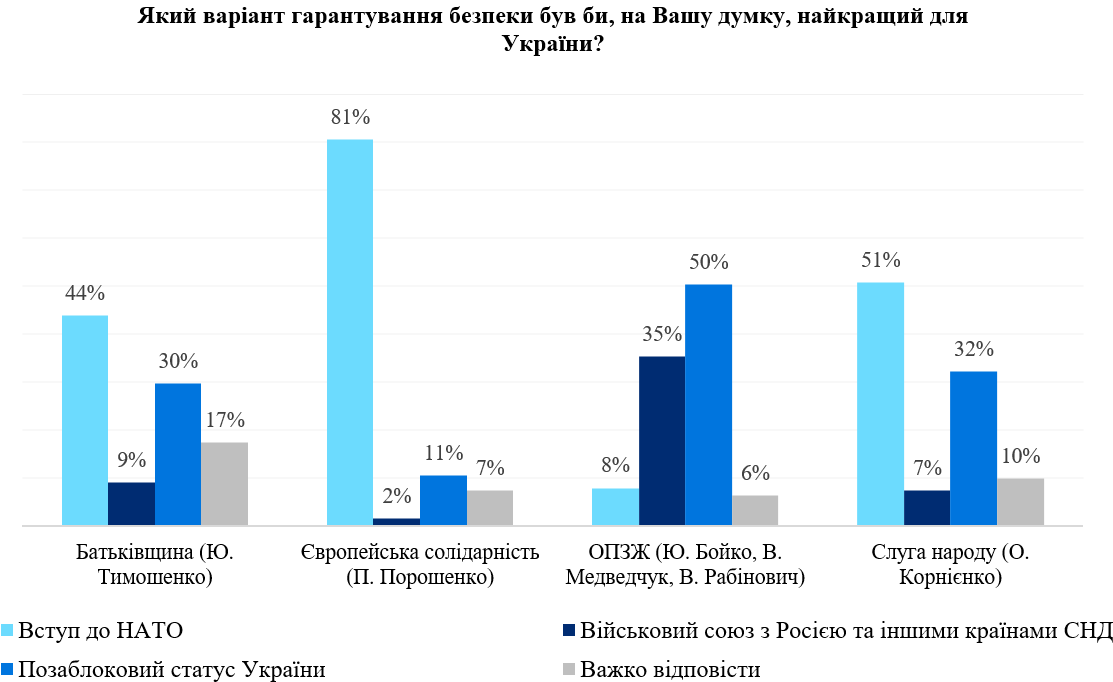 Який варіант гарантування безпеки був би, на Вашу думку, найкращий для
України?
81%
44%
30%
17%
9%
2%
11%
7%
8%
35%
50%
6%
51%
7%
32%
10%
Батьківщина (Ю.
Тимошенко)
Європейська солідарність
(П. Порошенко)
ОПЗЖ (Ю. Бойко, В.
Медведчук, В. Рабінович)
Слуга народу (О.
Корнієнко)
Вступ до НАТО
Військовий союз з Росією та іншими країнами СНД
Позаблоковий статус України
Важко відповісти